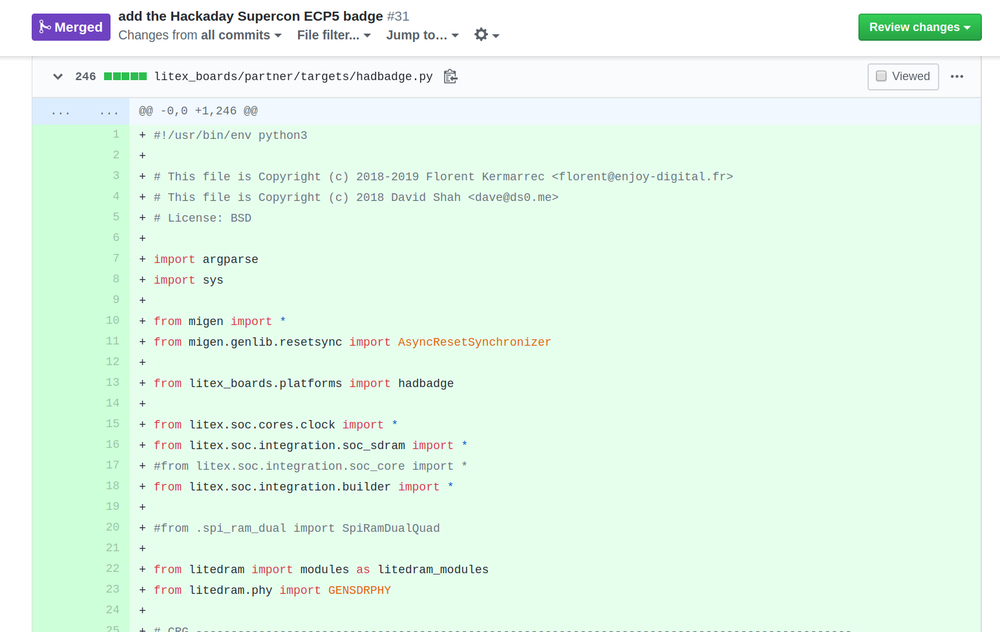 Merged
add the Hackaday Supercon ECP5 badge #31
Changes from all commits File filter... Jump to...
Review changes
246 litex_boards/partner/targets/hadbadge.py
Viewed
... ... @@ -0,0 +1,246 @@
1 + #!/usr/bin/env python3
2 +
3 + # This file is Copyright (c) 2018-2019 Florent Kermarrec <florent@enjoy-digital.fr>
4 + # This file is Copyright (c) 2018 David Shah <dave@ds0.me>
5 + # License: BSD
6 +
7 + import argparse
8 + import sys
9 +
10 + from migen import *
11 + from migen.genlib.resetsync import AsyncResetSynchronizer
12 +
13 + from litex_boards.platforms import hadbadge
14 +
15 + from litex.soc.cores.clock import *
16 + from litex.soc.integration.soc_sdram import *
17 + #from litex.soc.integration.soc_core import *
18 + from litex.soc.integration.builder import *
19 +
20 + #from .spi_ram_dual import SpiRamDualQuad
21 +
22 + from litedram import modules as litedram_modules
23 + from litedram.phy import GENSDRPHY
24 +
25 + # CRG ----------------------------------------------------------------------------------------------